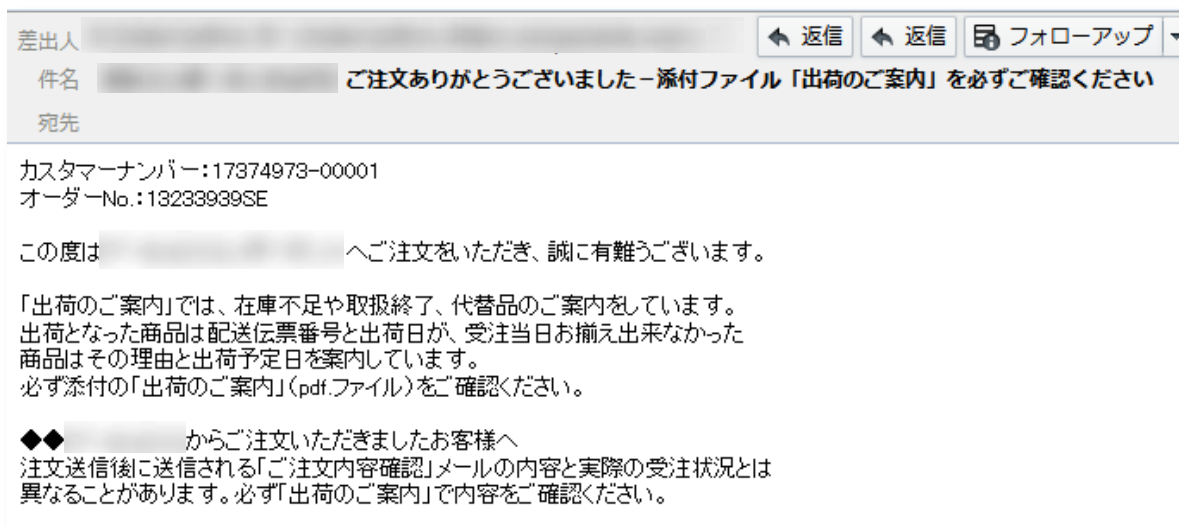 差出人
返信
返信
フォローアップ
件名 ご注文ありがとうございました－添付ファイル「出荷のご案内」を必ずご確認ください
宛先
カスタマーナンバー：17374973-00001
オーダーNo.：13233939SE
この度は へご注文をいただき、誠に有難うございます。
「出荷のご案内」では、在庫不足や取扱終了、代替品のご案内をしています。
出荷となった商品は配送伝票番号と出荷日が、受注当日お揃え出来なかった
商品はその理由と出荷予定日を案内しています。
必ず添付の「出荷のご案内」（pdf.ファイル）をご確認ください。
◆◆ からご注文いただきましたお客様へ
注文送信後に送信される「ご注文内容確認」メールの内容と実際の受注状況とは
異なることがあります。必ず「出荷のご案内」で内容をご確認ください。